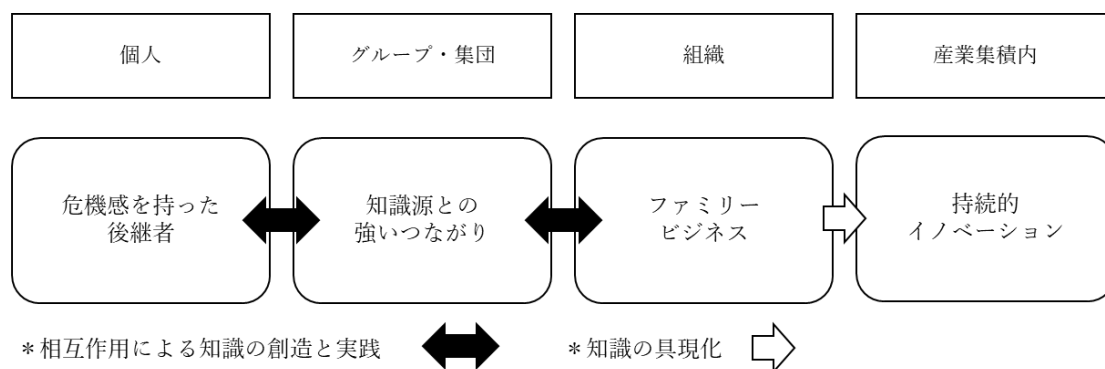 個人
グループ・集団
組織
産業集積内
危機感を持った
後継者
知識源との
強いつながり
ファミリー
ビジネス
持続的
イノベーション
＊相互作用による知識の創造と実践
＊知識の具現化